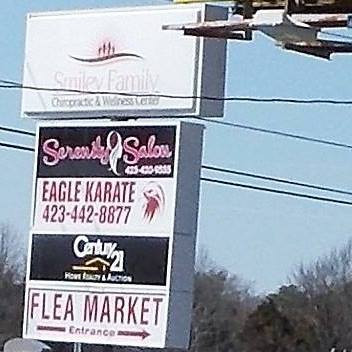 Smiley Family
Chiropractic & Wellness Center
Serenity Salon
EAGLE KARATE
423-442-8877
Century 21
HOME REALTY & AUCTION
FLEA MARKET
Entrance